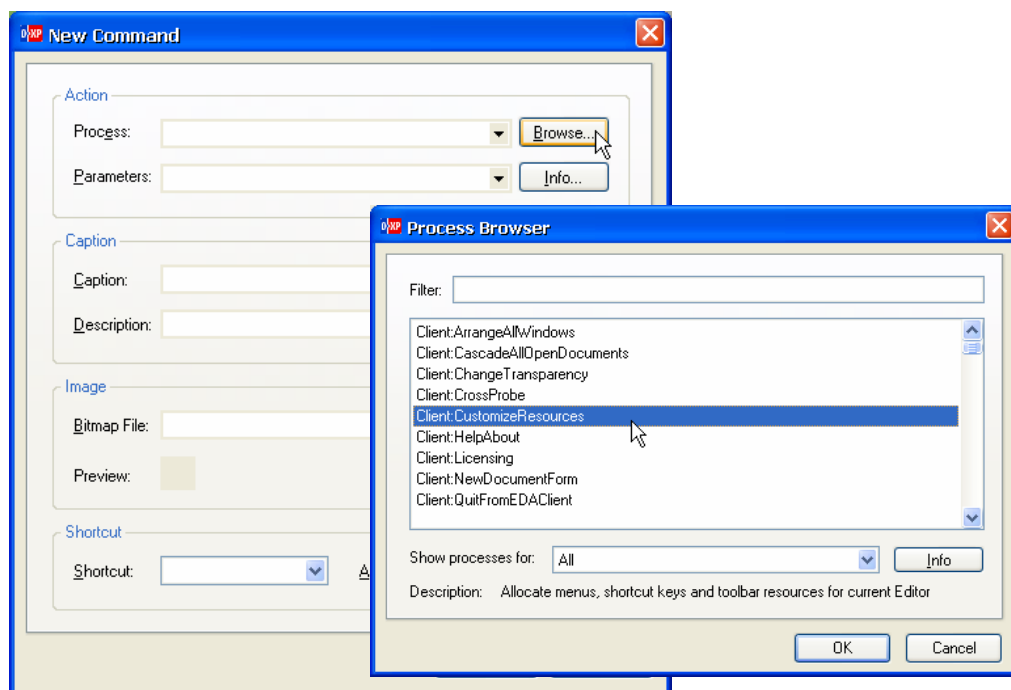 D XP New Command
Action
Process:
Browse...
Parameters:
Info...
Caption
Caption:
Description:
Image
Bitmap File:
Preview:
Shortcut
Shortcut:
A
D XP Process Browser
Filter:
Client:ArrangeAllWindows
Client:CascadeAllOpenDocuments
Client:ChangeTransparency
Client:CrossProbe
Client:CustomizeResources
Client:HelpAbout
Client:Licensing
Client:NewDocumentForm
Client:QuitFromEDAClient
Show processes for: All
Info
Description: Allocate menus, shortcut keys and toolbar resources for current Editor
OK Cancel